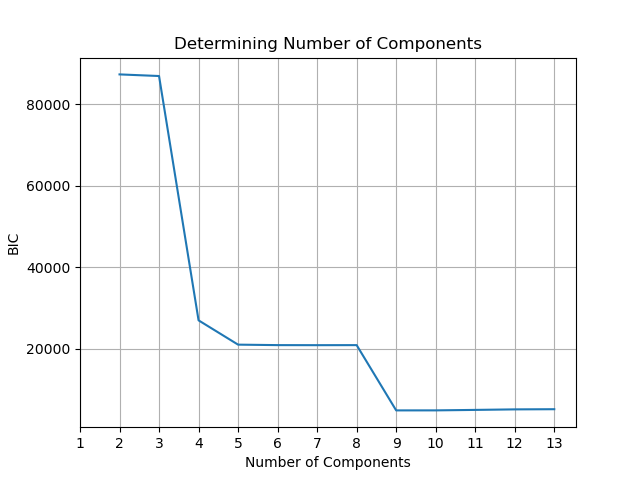 Determining Number of Components
80000
60000
40000
20000
BIC
1 2 3 4 5 6 7 8 9 10 11 12 13
Number of Components